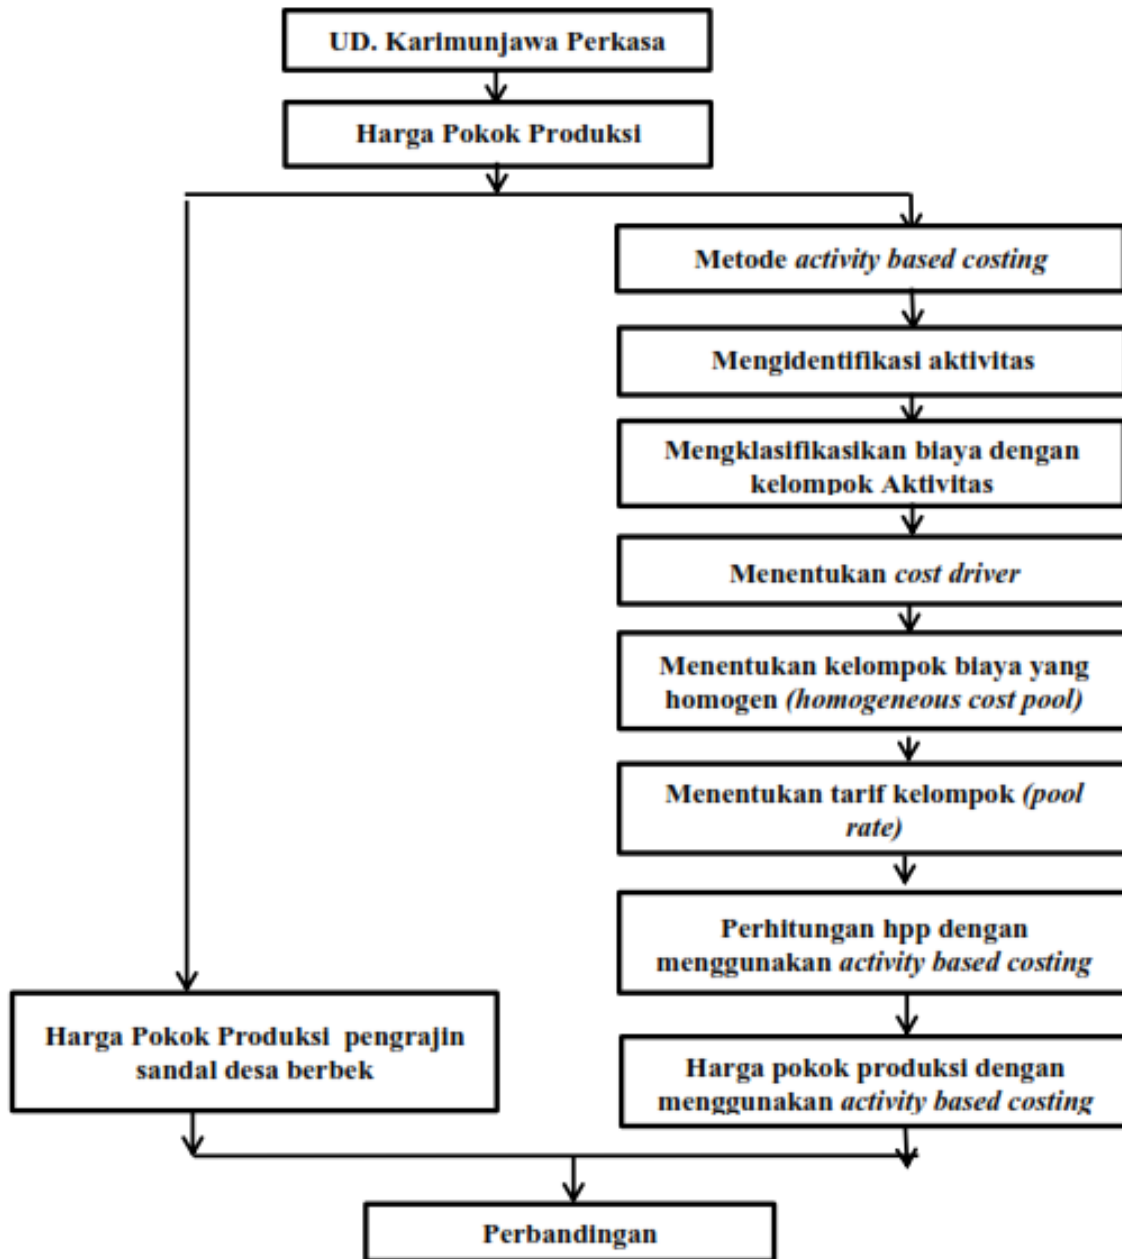 UD. Karimunjawa Perkasa
Harga Pokok Produksi
Metode activity based costing
Mengidentifikasi aktivitas
Mengklasifikasikan biaya dengan
kelompok Aktivitas
Menentukan cost driver
Menentukan kelompok biaya yang
homogen (homogeneous cost pool)
Menentukan tarif kelompok (pool
rate)
Perhitungan hpp dengan
menggunakan activity based costing
Harga Pokok Produksi pengrajin
sandal desa berbek
Harga pokok produksi dengan
menggunakan activity based costing
Perbandingan